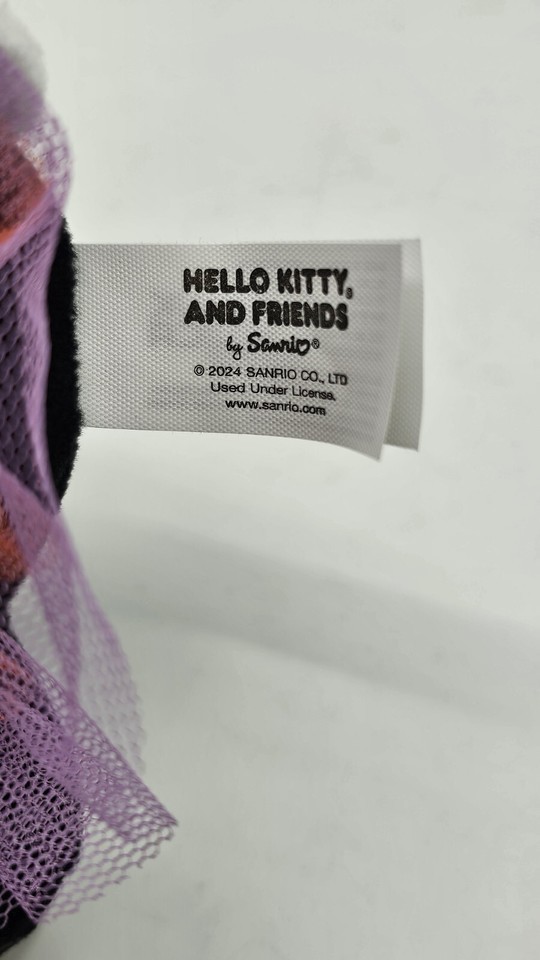 HELLO KITTY,
AND FRIENDS
by Sanrio®
© 2024 SANRIO CO., LTD
Used Under License.
www.sanrio.com